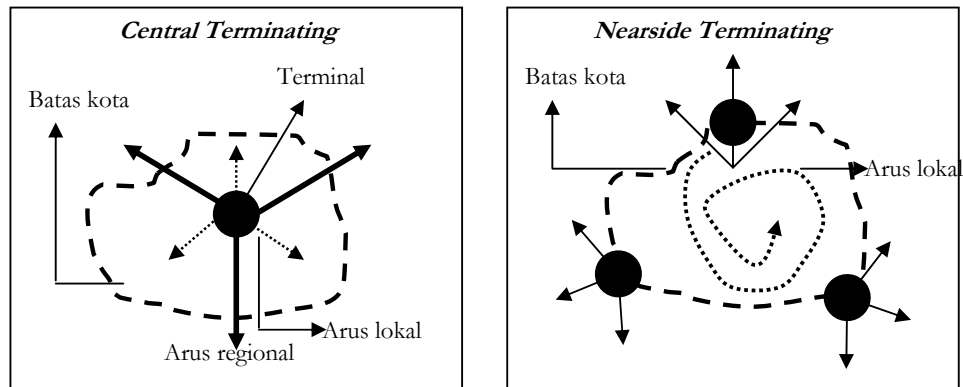 Central Terminating
Terminal
Batas kota
Arus lokal
Arus regional
Nearside Terminating
Batas kota
Arus lokal